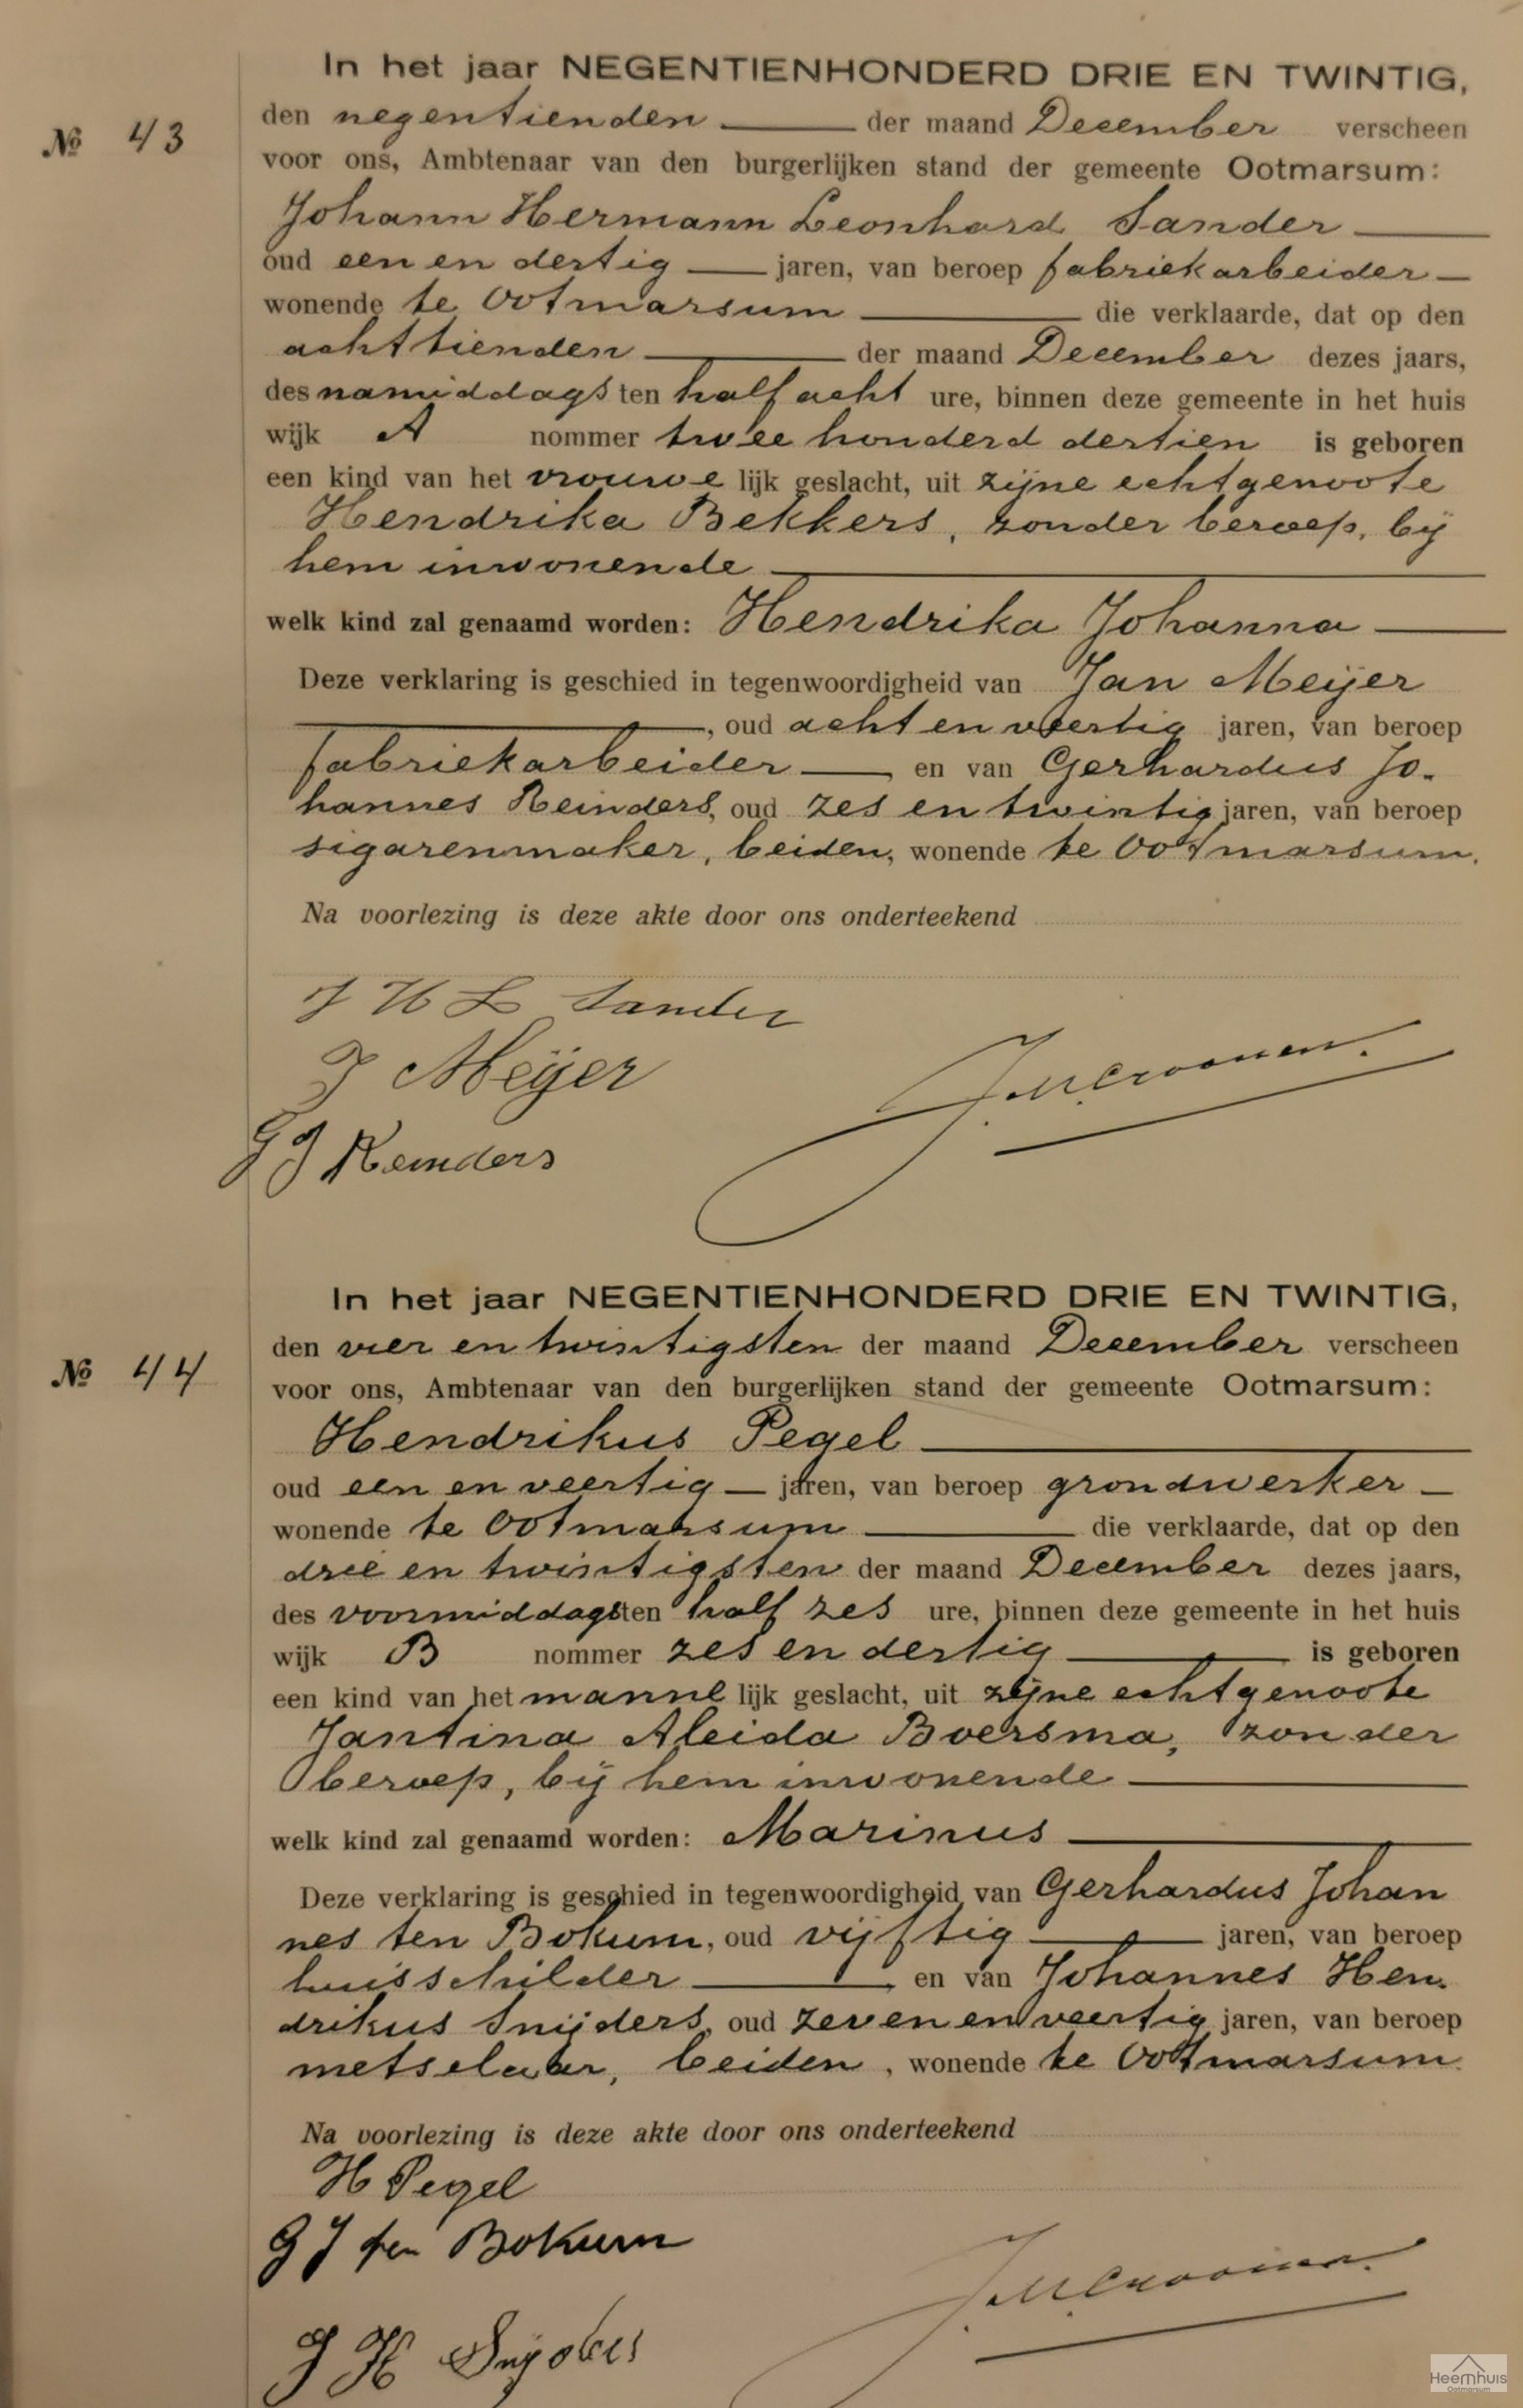 In het jaar NEGENTIENHONDERD DRIE EN TWINTIG,
№ 43
den negentienden der maand December verscheen
voor ons, Ambtenaar van den burgerlijken stand der gemeente Ootmarsum:
Johann Hermann Leonhard Sander
oud een en dertig jaren, van beroep fabriekarbeider
wonende te Ootmarsum die verklaarde, dat op den
achttienden der maand December dezes jaars,
des namiddags ten half acht ure, binnen deze gemeente in het huis
wijk A nommer twee honderd dertien is geboren
een kind van het vrouwe lijk geslacht, uit zijne echtgenoote
Hendrika Bekkers, zonder beroep, bij
hem inwonende
welk kind zal genaamd worden: Hendrika Johanna
Deze verklaring is geschied in tegenwoordigheid van Jan Meijer
, oud acht en veertig jaren, van beroep
fabriekarbeider, en van Gerhardus Jo-
hannes Reinders, oud zes en twintig jaren, van beroep
sigarenmaker, beiden, wonende te Ootmarsum.
Na voorlezing is deze akte door ons onderteekend
J H L Sander
J Meijer
G J Reinders
In het jaar NEGENTIENHONDERD DRIE EN TWINTIG,
№ 44
den vier en twintigsten der maand December verscheen
voor ons, Ambtenaar van den burgerlijken stand der gemeente Ootmarsum:
Hendrikus Pegel
oud een en veertig jaren, van beroep grondwerker
wonende te Ootmarsum die verklaarde, dat op den
drie en twintigsten der maand December dezes jaars,
des voormiddags ten half zes ure, binnen deze gemeente in het huis
wijk B nommer zes en dertig is geboren
een kind van het manne lijk geslacht, uit zijne echtgenoote
Jantina Aleida Boersma, zonder
beroep, bij hem inwonende
welk kind zal genaamd worden: Marinus
Deze verklaring is geschied in tegenwoordigheid van Gerhardus Johan
nes ten Bokum, oud vijftig jaren, van beroep
huisschilder, en van Johannes Hen-
drikus Snijders, oud zeven en veertig jaren, van beroep
metselaar, beiden, wonende te Ootmarsum.
Na voorlezing is deze akte door ons onderteekend
H Pegel
G J ten Bokum
J H Snijders
Heemhuis
Ootmarsum